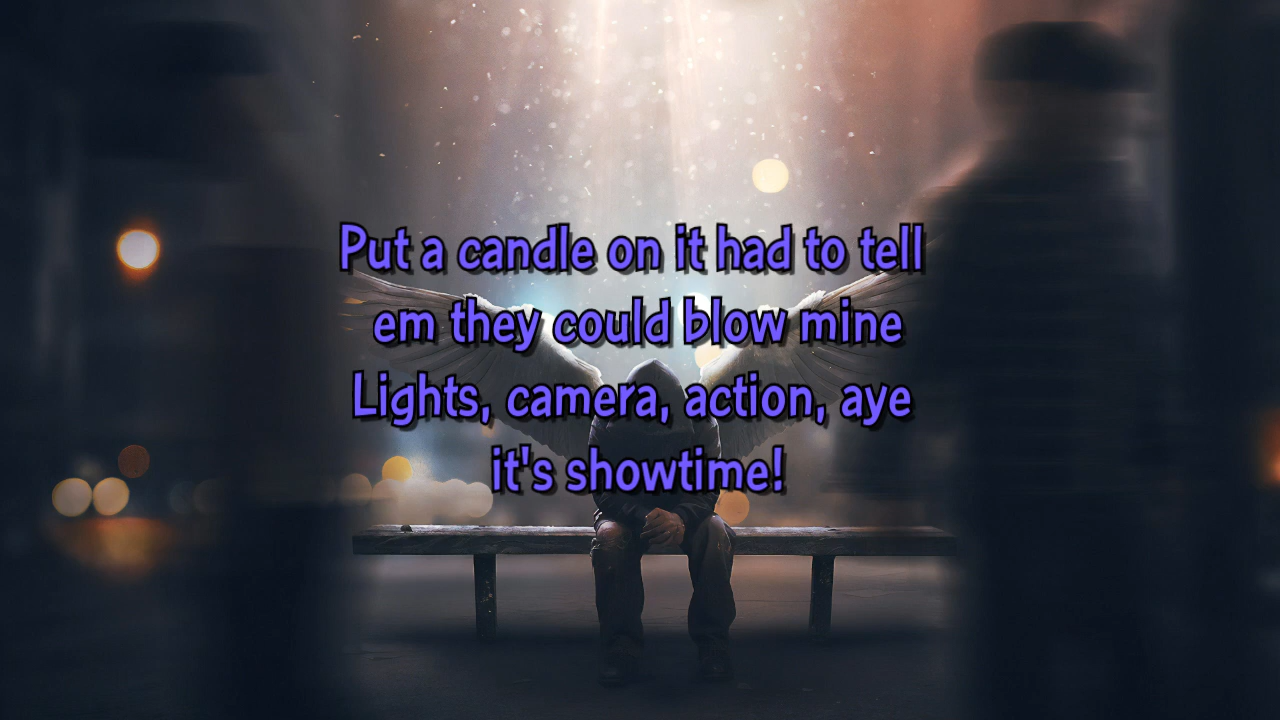 Put a candle on it had to tell
em they could blow mine
Lights, camera, action, aye
it's showtime!